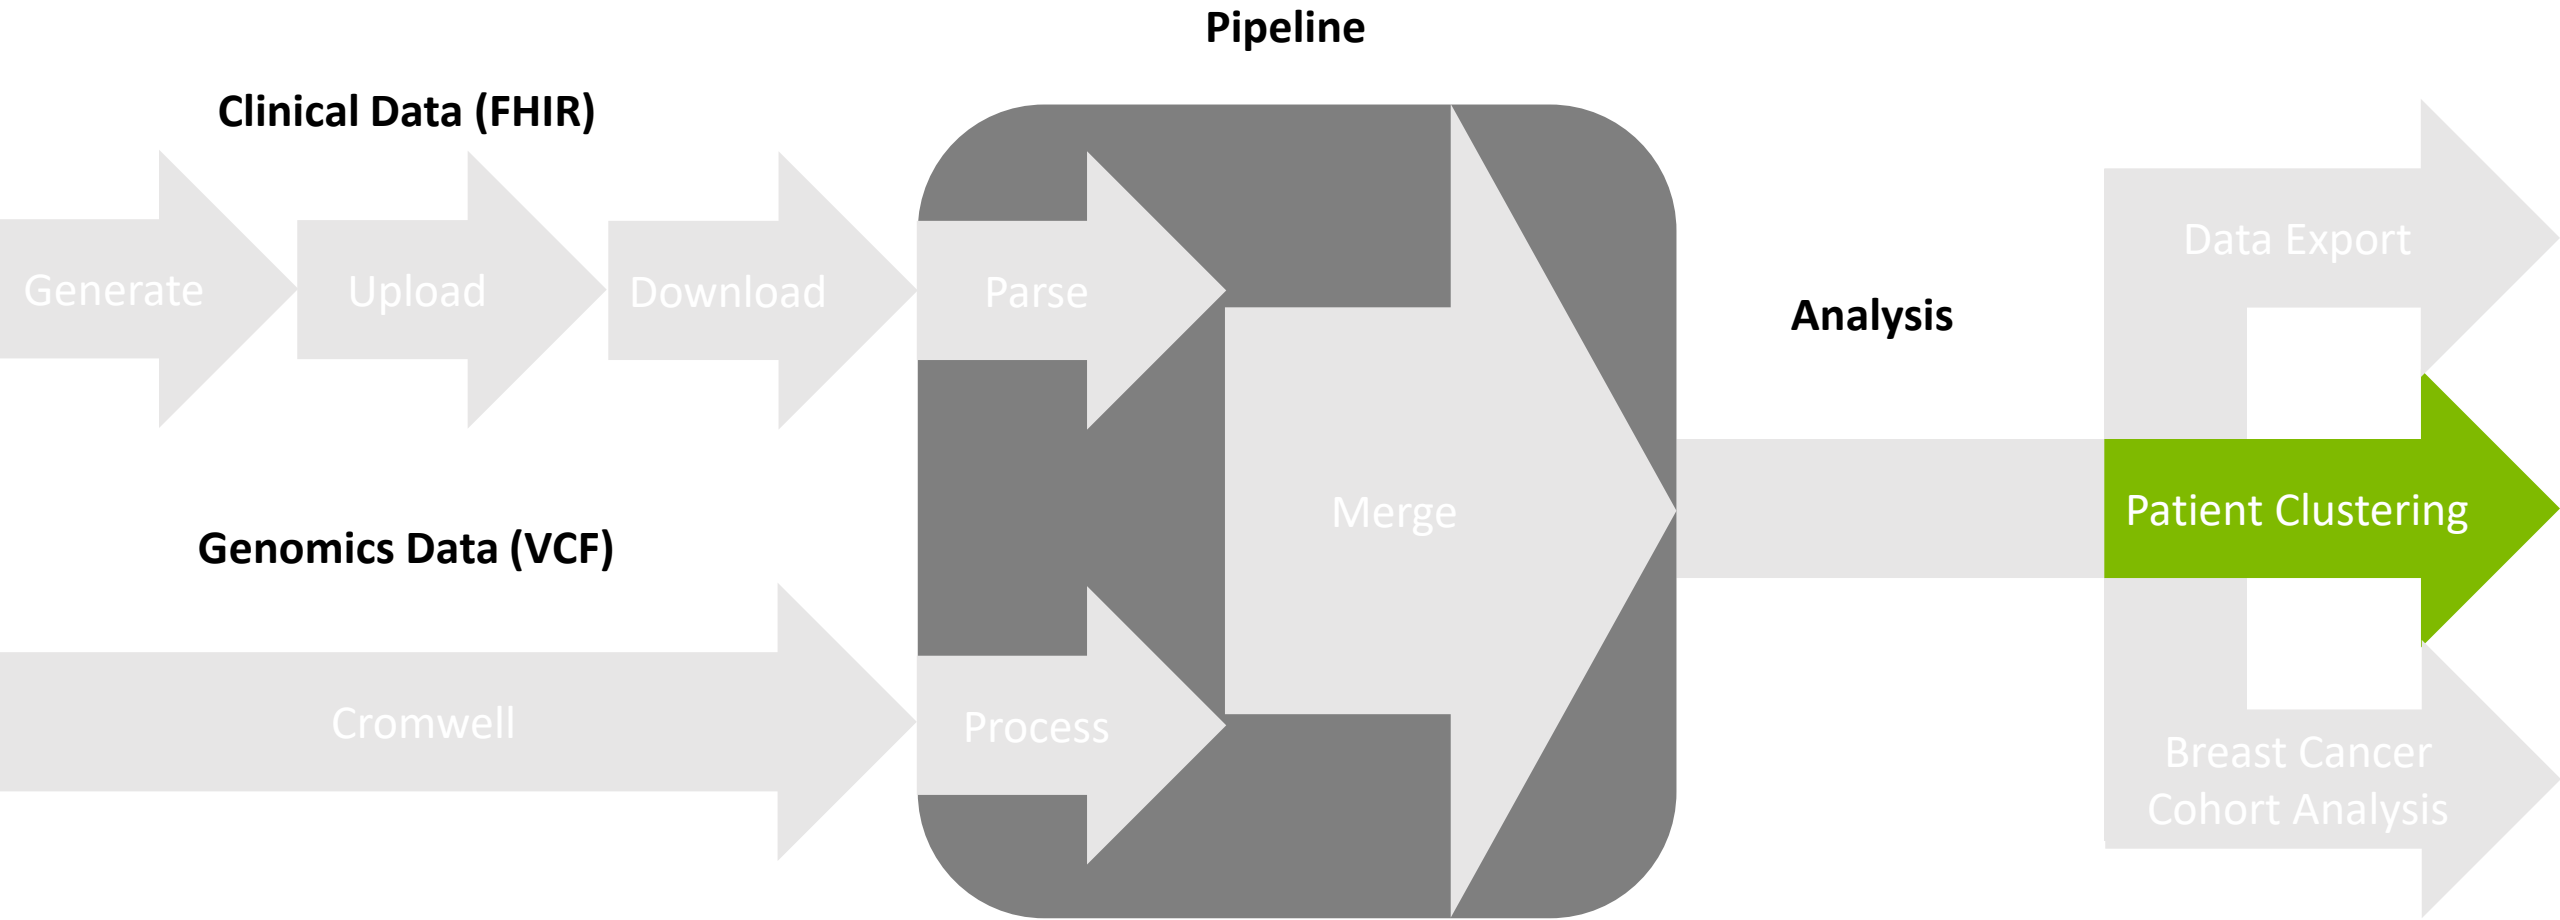 Pipeline
Clinical Data (FHIR)
Generate
Upload
Download
Parse
Genomics Data (VCF)
Cromwell
Process
Merge
Analysis
Data Export
Patient Clustering
Breast Cancer
Cohort Analysis